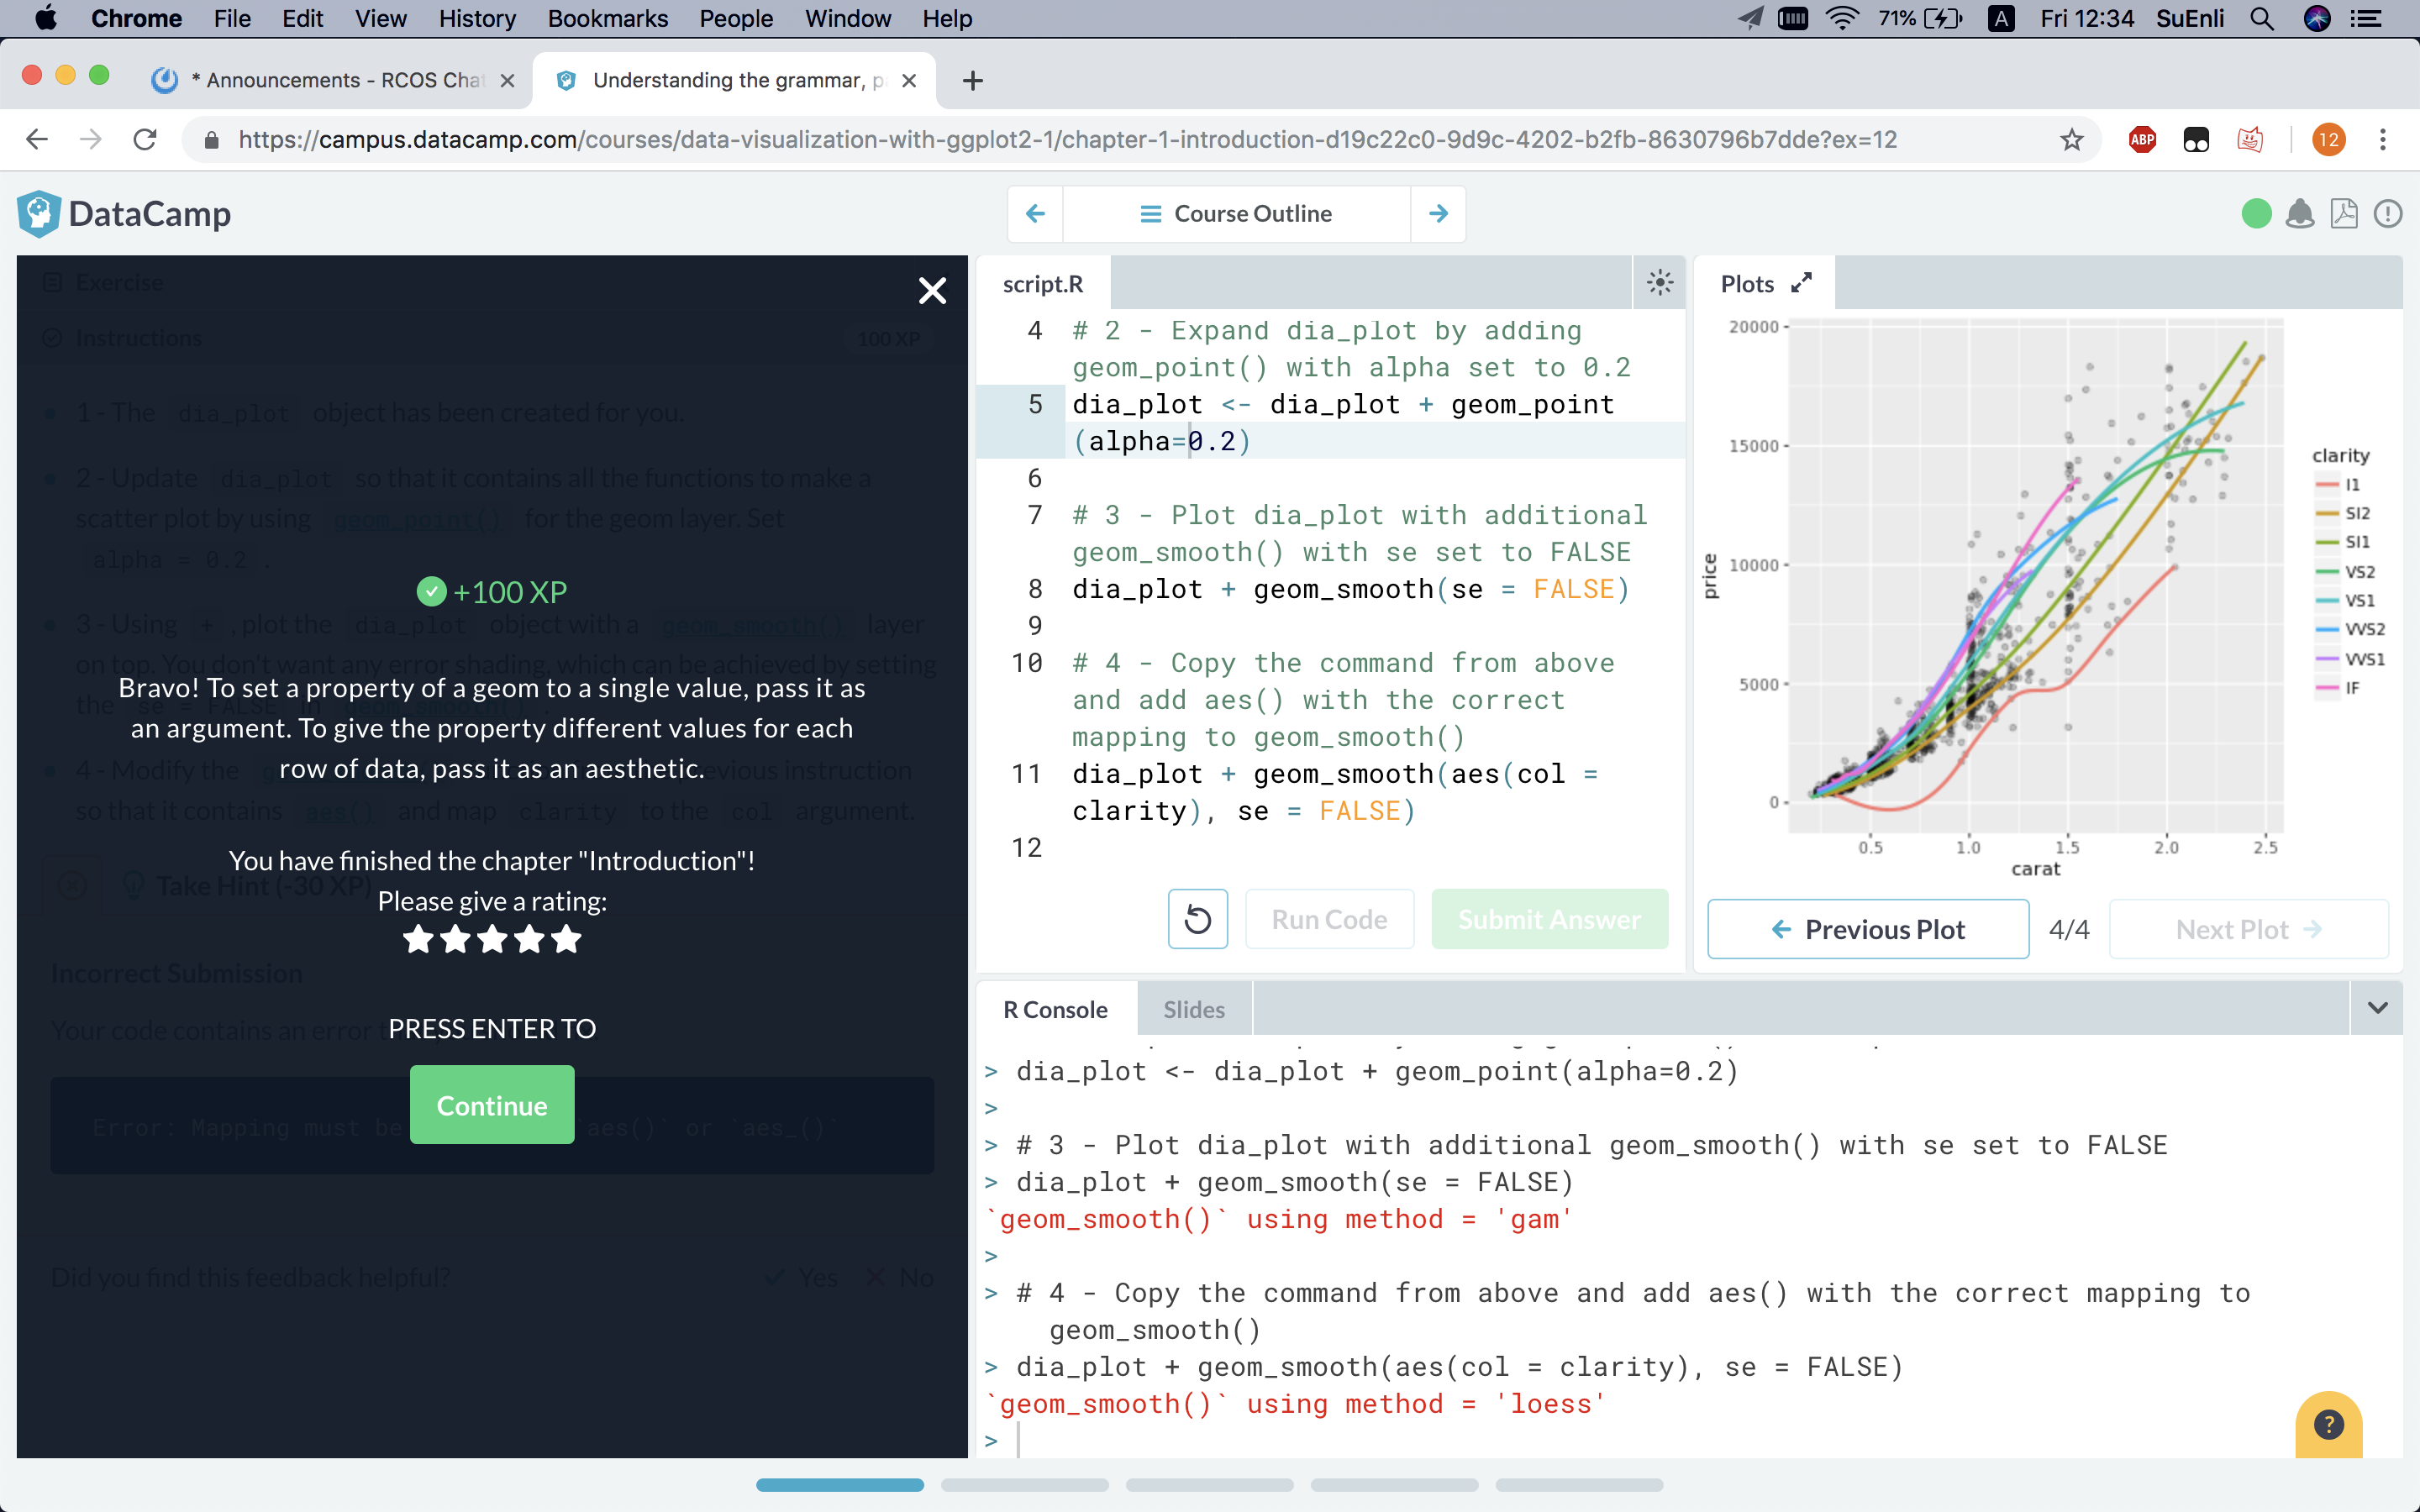 Chrome File Edit View History Bookmarks People Window Help 71% A Fri 12:34 SuEnli
* Announcements - RCOS Chat
Understanding the grammar, p
https://campus.datacamp.com/courses/data-visualization-with-ggplot2-1/chapter-1-introduction-d19c22c0-9d9c-4202-b2fb-8630796b7dde?ex=12
ABP
12
DataCamp
Course Outline
Exercise
Instructions
100 XP
1 - The dia_plot object has been created for you.
2 - Update dia_plot so that it contains all the functions to make a
scatter plot by using geom_point() for the geom layer. Set
alpha = 0.2 .
+100 XP
3 - Using + , plot the dia_plot object with a geom_smooth() layer
on top. You don't want any error shading, which can be achieved by setting
Bravo! To set a property of a geom to a single value, pass it as
the se = FALSE in geom_smooth() .
an argument. To give the property different values for each
row of data, pass it as an aesthetic.
4 - Modify the previous instruction
so that it contains aes() and map clarity to the col argument.
You have finished the chapter "Introduction"!
Take Hint (-30 XP)
Please give a rating:
Incorrect Submission
Your code contains an error
PRESS ENTER TO
Continue
Error: Mapping must be `aes()` or `aes_()`
Did you find this feedback helpful? Yes No
script.R
4 # 2 - Expand dia_plot by adding
geom_point() with alpha set to 0.2
5 dia_plot <- dia_plot + geom_point
(alpha=0.2)
6
7 # 3 - Plot dia_plot with additional
geom_smooth() with se set to FALSE
8 dia_plot + geom_smooth(se = FALSE)
9
10 # 4 - Copy the command from above
and add aes() with the correct
mapping to geom_smooth()
11 dia_plot + geom_smooth(aes(col =
clarity), se = FALSE)
12
Run Code
Submit Answer
Plots
20000
15000
10000
5000
0
price
0.5 1.0 1.5 2.0 2.5
carat
clarity
I1
SI2
SI1
VS2
VS1
VVS2
VVS1
IF
Previous Plot
4/4
Next Plot
R Console
Slides
> dia_plot <- dia_plot + geom_point(alpha=0.2)
>
> # 3 - Plot dia_plot with additional geom_smooth() with se set to FALSE
> dia_plot + geom_smooth(se = FALSE)
`geom_smooth()` using method = 'gam'
>
> # 4 - Copy the command from above and add aes() with the correct mapping to
geom_smooth()
> dia_plot + geom_smooth(aes(col = clarity), se = FALSE)
`geom_smooth()` using method = 'loess'
>
?